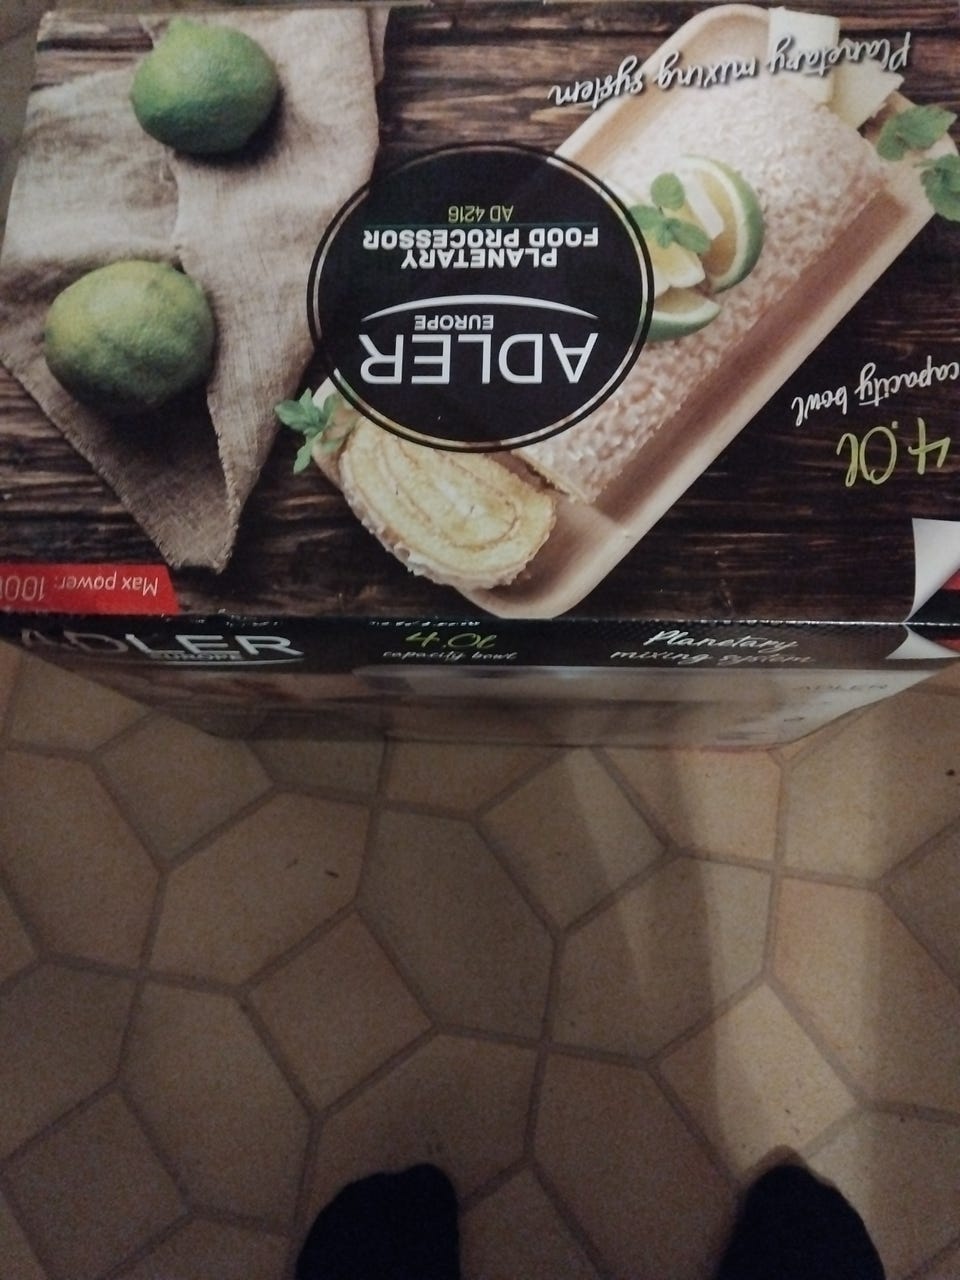 Planetary mixing system
ADLER
EUROPE
PLANETARY
FOOD PROCESSOR
AD 4216
4.0l
capacity bowl
Max power:
ADLER
EUROPE
4.0l
capacity bowl
Planetary
mixing system
ADLER